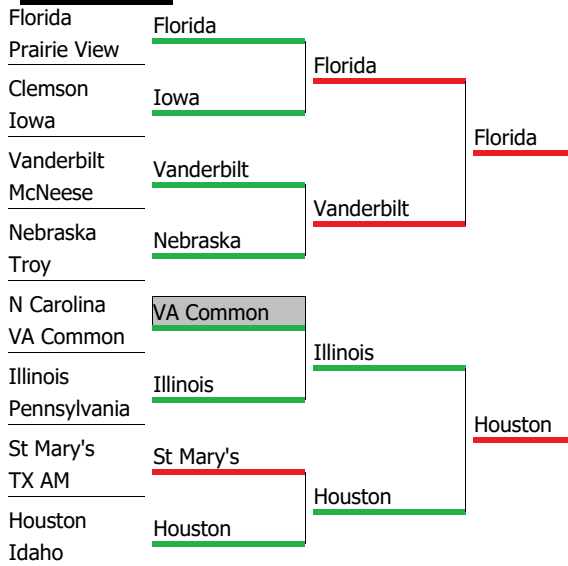 Florida
Prairie View
Clemson
Iowa
Vanderbilt
McNeese
Nebraska
Troy
N Carolina
VA Common
Illinois
Pennsylvania
St Mary's
TX AM
Houston
Idaho
Florida
Iowa
Vanderbilt
Nebraska
VA Common
Illinois
St Mary's
Houston
Florida
Vanderbilt
Illinois
Houston
Florida
Houston